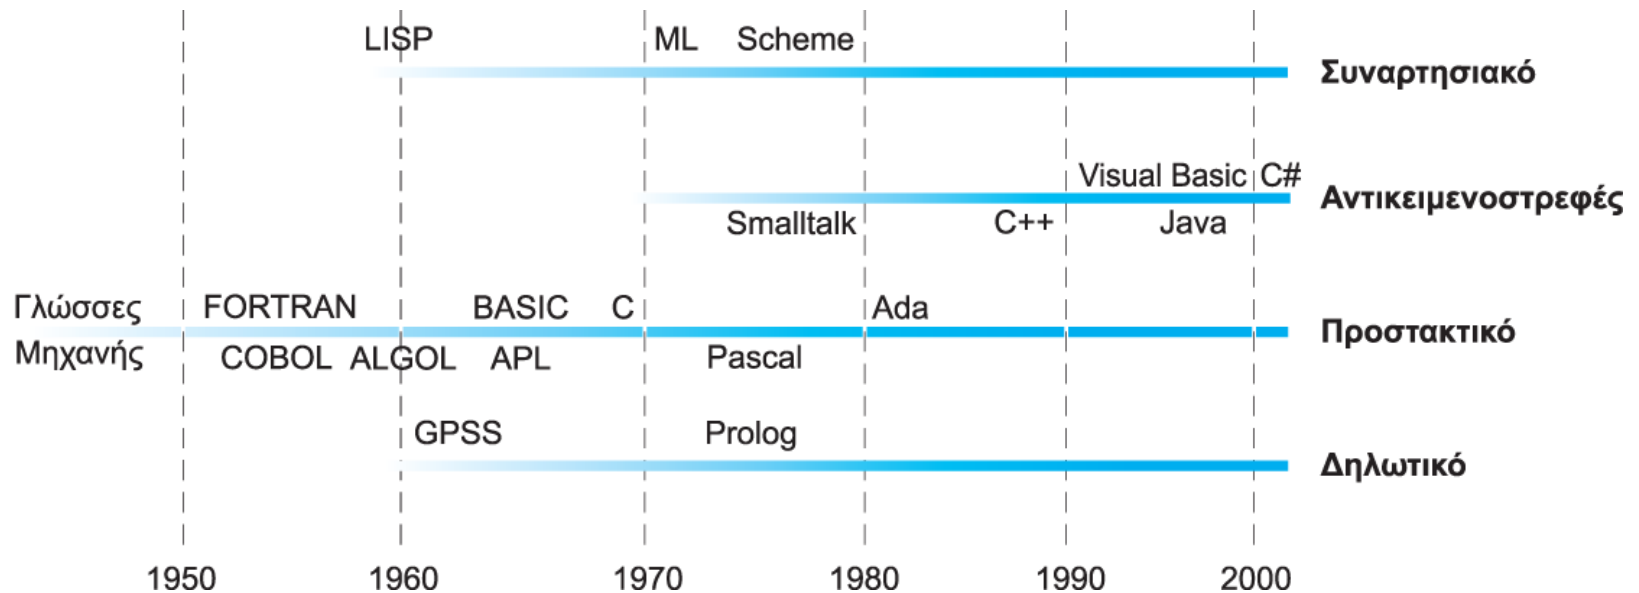 LISP ML Scheme
Συναρτησιακό
Visual Basic C#
Αντικειμενοστρεφές
Smalltalk C++ Java
Γλώσσες FORTRAN BASIC C Ada
Προστακτικό
Μηχανής COBOL ALGOL APL Pascal
GPSS Prolog
Δηλωτικό
1950 1960 1970 1980 1990 2000